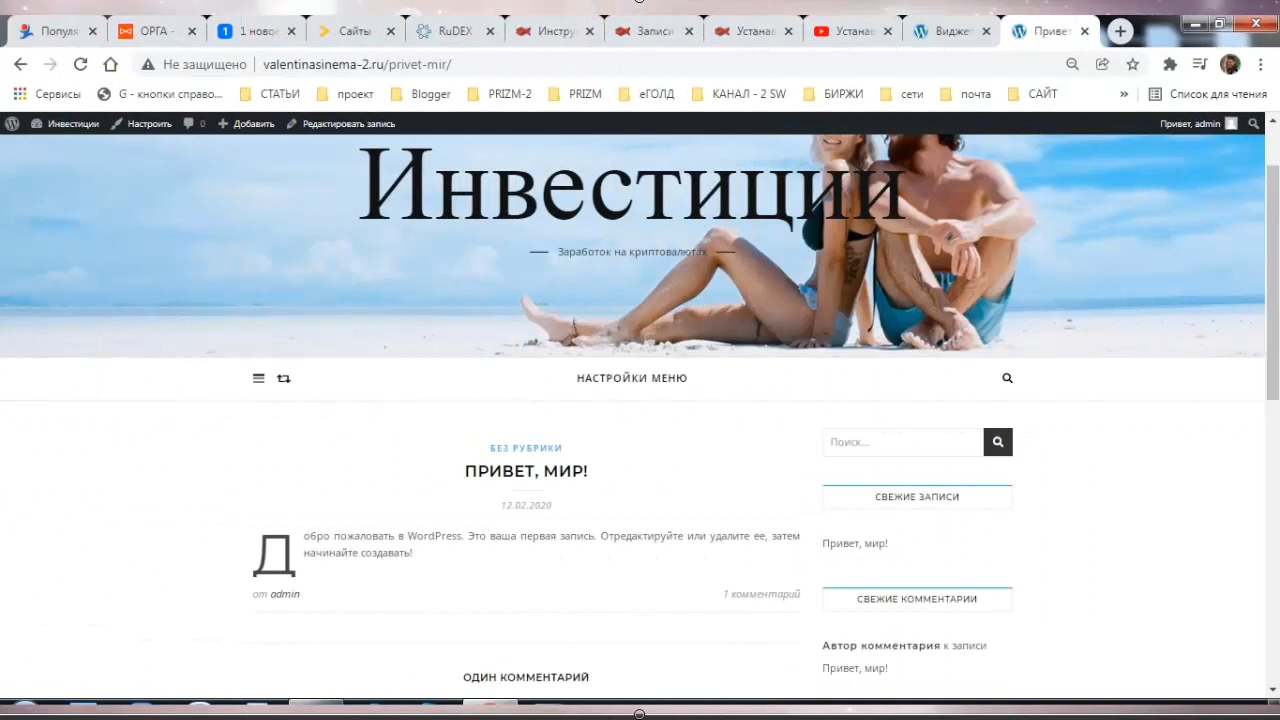 Популя
ОРГА -
1 ново
Сайты
RuDEX
Инстру
Записи
Устана
Устана
Виджет
Привет
Не защищено
valentinasinema-2.ru/privet-mir/
Сервисы
G - кнопки справо...
СТАТЬИ
проект
Blogger
PRIZM-2
PRIZM
еГОЛД
КАНАЛ - 2 SW
БИРЖИ
сети
почта
САЙТ
»
Список для чтения
Инвестиции
Настроить
0
Добавить
Редактировать запись
Привет, admin
Инвестиции
Заработок на криптовалютах
НАСТРОЙКИ МЕНЮ
БЕЗ РУБРИКИ
ПРИВЕТ, МИР!
12.02.2020
Добро пожаловать в WordPress. Это ваша первая запись. Отредактируйте или удалите ее, затем
начинайте создавать!
от admin
1 комментарий
ОДИН КОММЕНТАРИЙ
Поиск...
СВЕЖИЕ ЗАПИСИ
Привет, мир!
СВЕЖИЕ КОММЕНТАРИИ
Автор комментария к записи
Привет, мир!